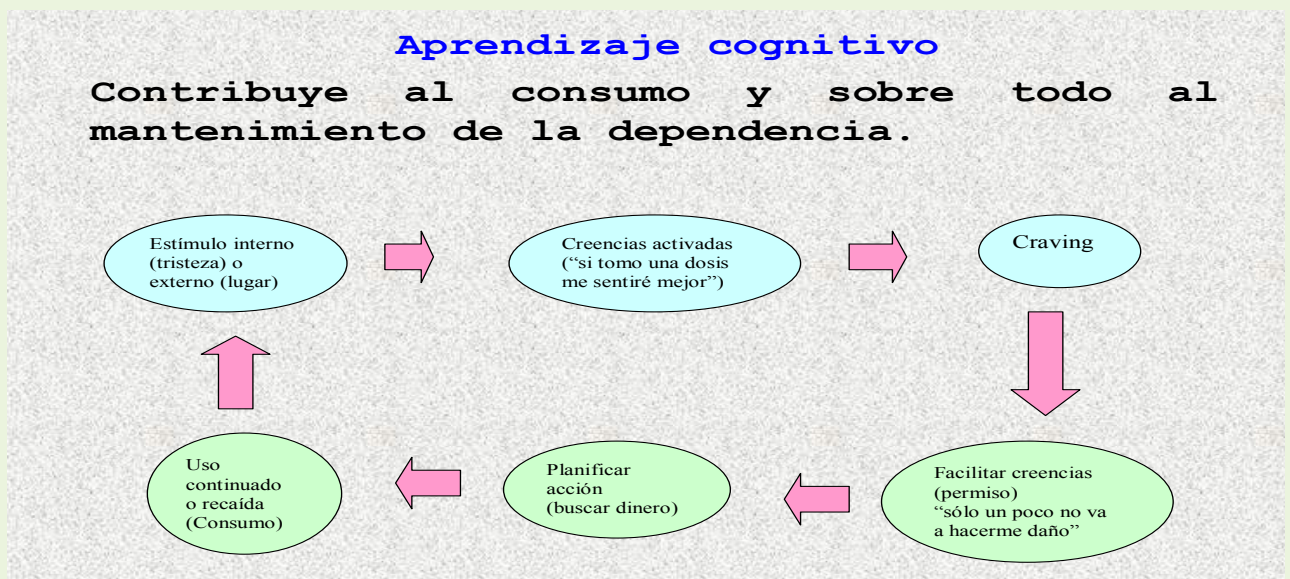 Aprendizaje cognitivo
Contribuye al consumo y sobre todo al
mantenimiento de la dependencia.
Estímulo interno
(tristeza) o
externo (lugar)
Creencias activadas
(“si tomo una dosis
me sentiré mejor”)
Craving
Uso
continuado
o recaída
(Consumo)
Planificar
acción
(buscar dinero)
Facilitar creencias
(permiso)
“sólo un poco no va
a hacerme daño”